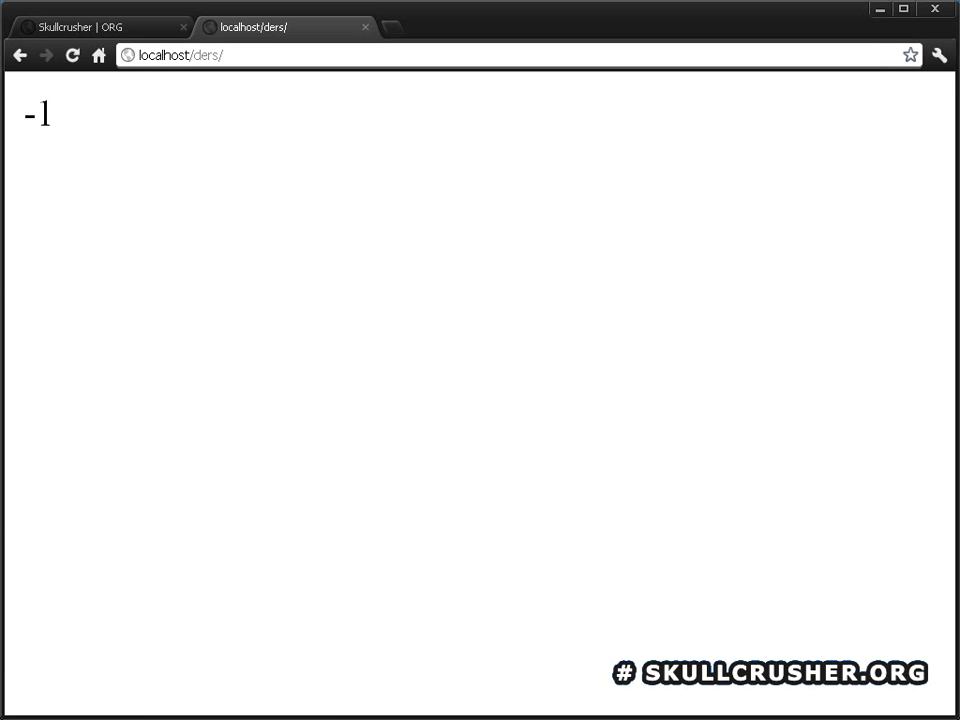 Skullcrusher | ORG
localhost/ders/
localhost/ders/
-1
# SKULLCRUSHER.ORG